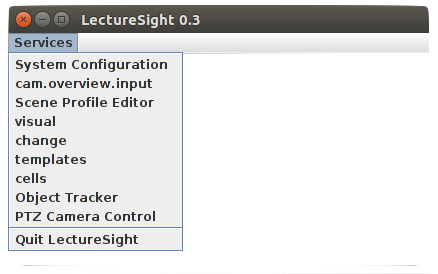 LectureSight 0.3
Services
System Configuration
cam.overview.input
Scene Profile Editor
visual
change
templates
cells
Object Tracker
PTZ Camera Control
Quit LectureSight